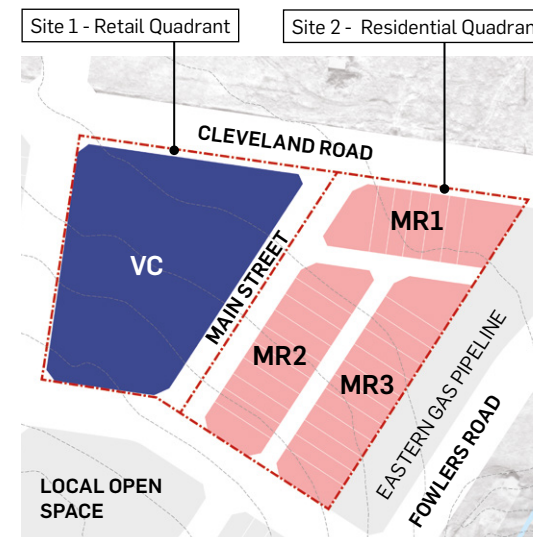 Site 1 - Retail Quadrant
Site 2 - Residential Quadran
CLEVELAND ROAD
MR1
VC
MAIN STREET
MR2
MR3
EASTERN GAS PIPELINE
FOWLERS ROAD
LOCAL OPEN
SPACE